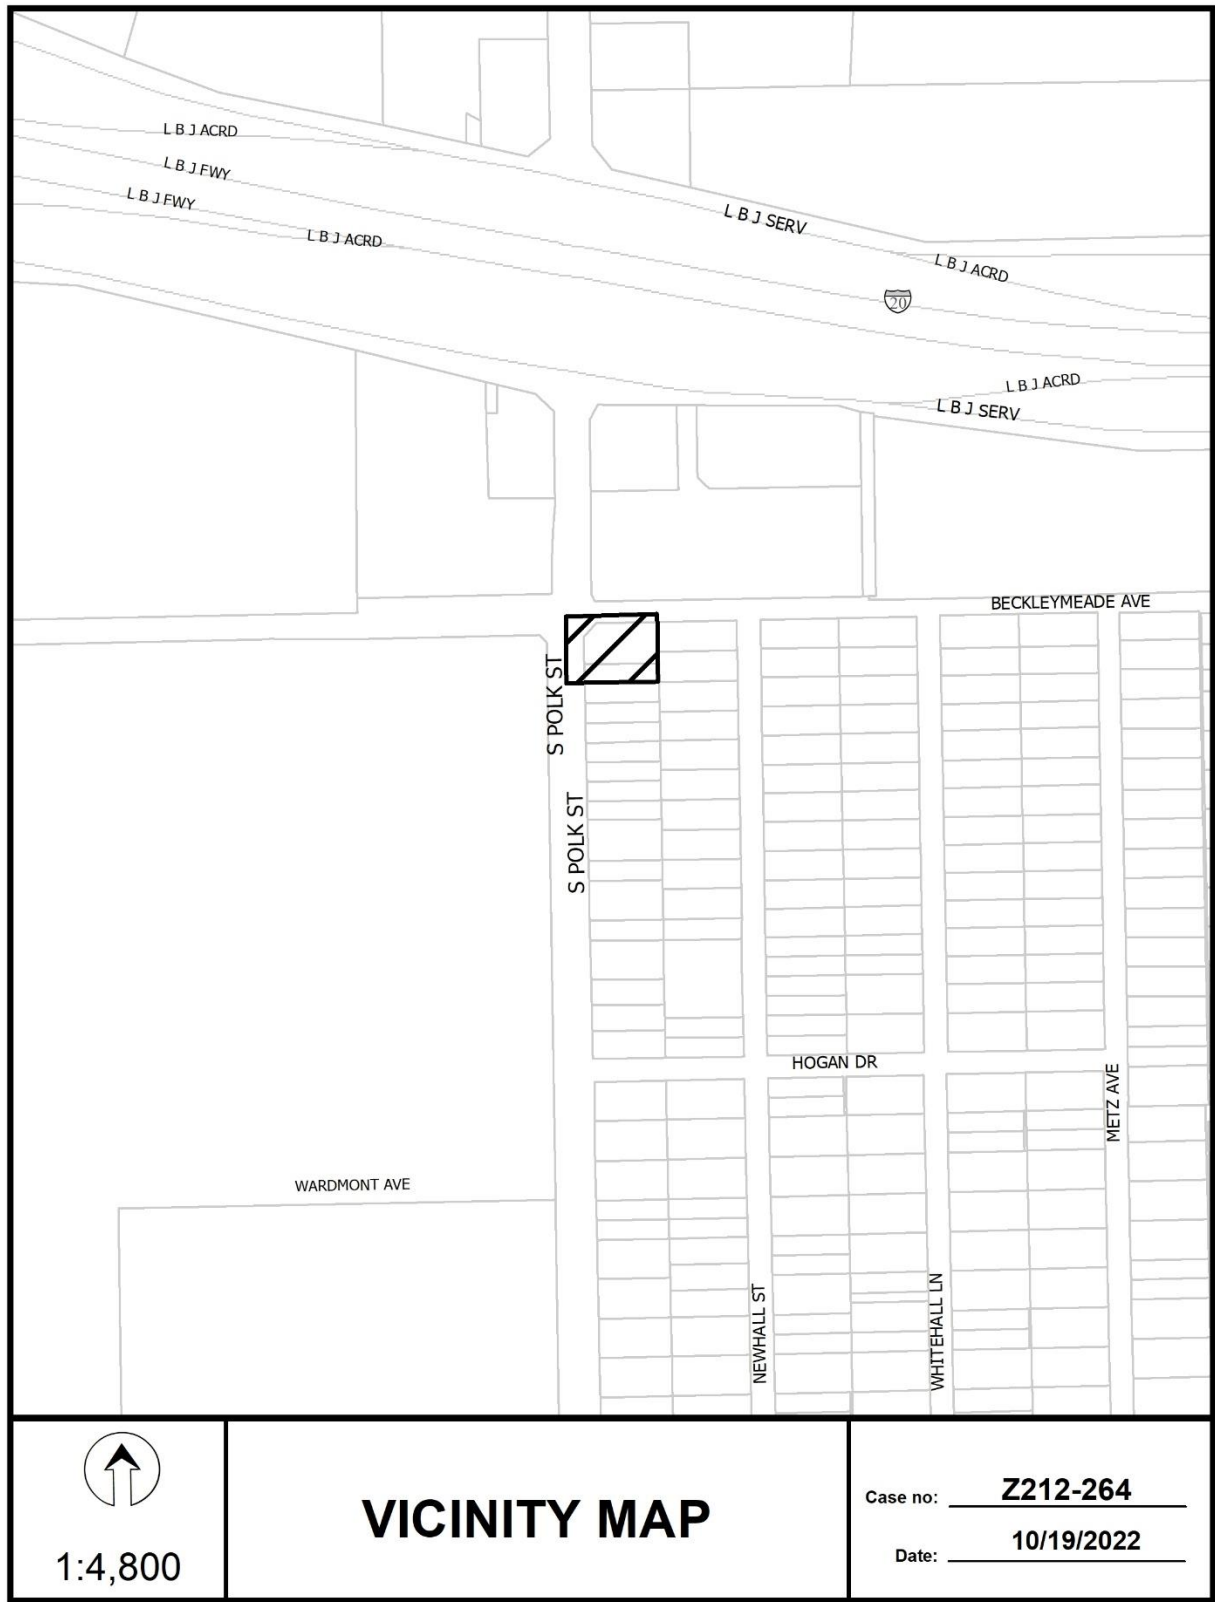 L B J ACRD
L B J FWY
L B J FWY
L B J SERV
L B J ACRD
L B J ACRD
20
L B J ACRD
L B J SERV
BECKLEYMEADE AVE
S POLK ST
S POLK ST
HOGAN DR
METZ AVE
WARDMONT AVE
NEWHALL ST
WHITEHALL LN
1:4,800
VICINITY MAP
Case no: Z212-264
Date: 10/19/2022